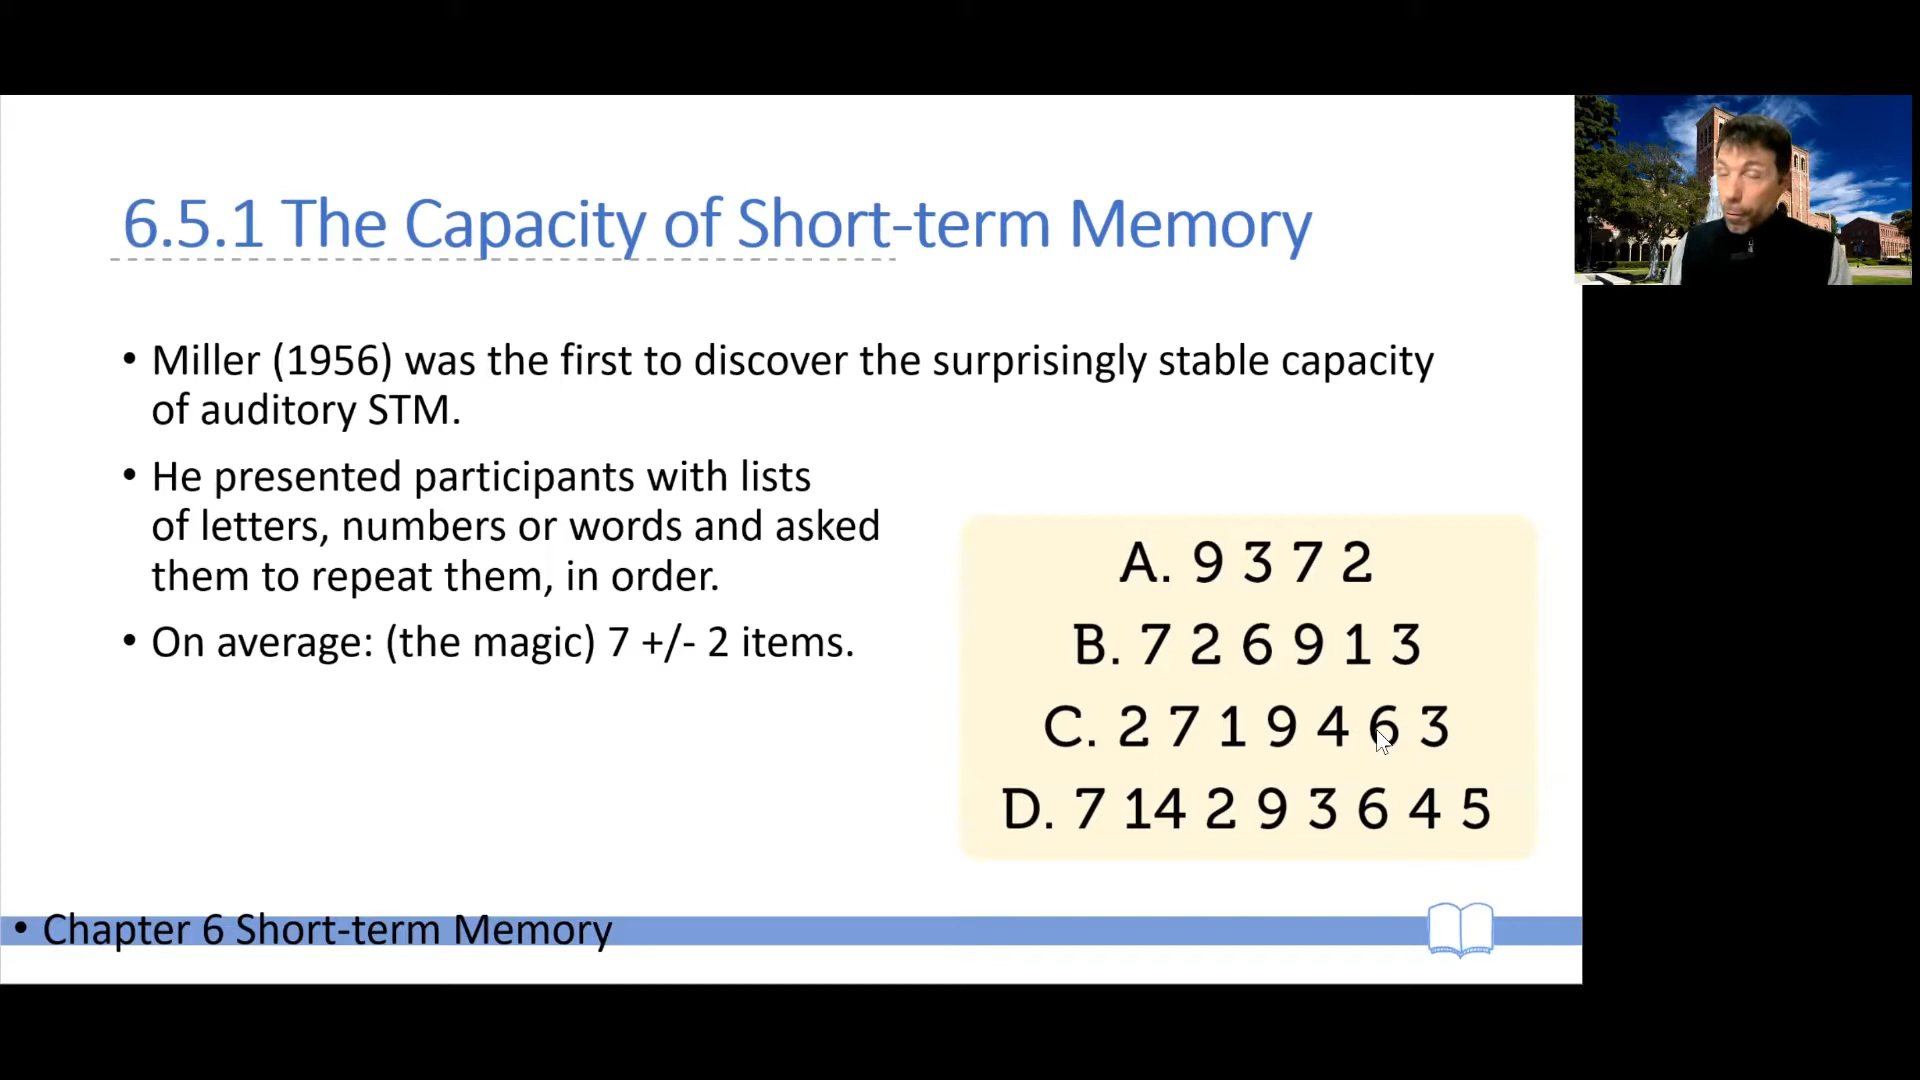 6.5.1 The Capacity of Short-term Memory
• Miller (1956) was the first to discover the surprisingly stable capacity
of auditory STM.
• He presented participants with lists
of letters, numbers or words and asked
them to repeat them, in order.
• On average: (the magic) 7 +/- 2 items.
A. 9 3 7 2
B. 7 2 6 9 1 3
C. 2 7 1 9 4 6 3
D. 7 14 2 9 3 6 4 5
• Chapter 6 Short-term Memory